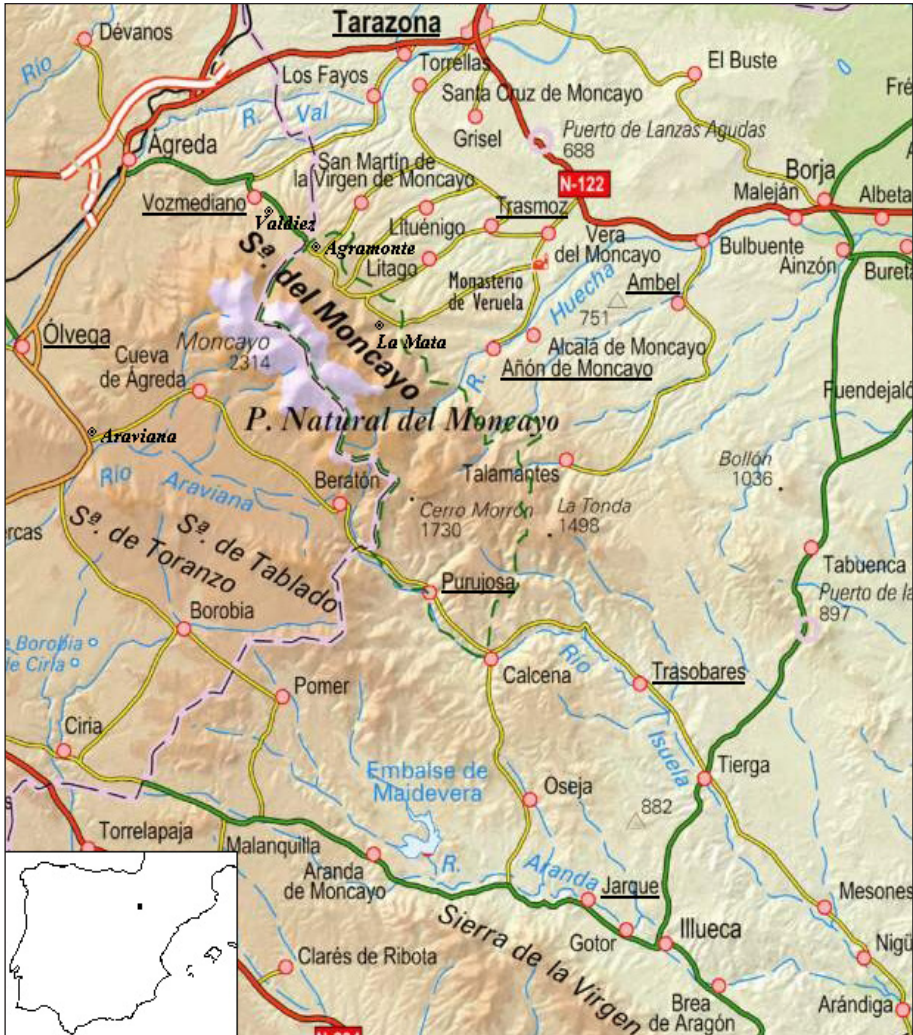 Tarazona
Dévanos
Río
Torrellas
El Buste
Los Fayos
Santa Cruz de Moncayo
R. Val
Grisel
Puerto de Lanzas Agudas
688
Ágreda
San Martín de
la Virgen de Moncayo
N-122
Borja
Maleján
Vozmediano
Valdiez
Lituénigo
Trasmoz
Agramonte
Litago
Vera
del Moncayo
Bulbuente
Ainzón
Monasterio
de Veruela
Huecha
R.
Ambel
751
Sª. del Moncayo
Ólvega
Moncayo
2314
La Mata
Cueva
de Ágreda
Alcalá de Moncayo
Añón de Moncayo
P. Natural del Moncayo
Araviana
Río Araviana
Beratón
Talamantes
Bollón
1036
Cerro Morrón
1730
La Tonda
1498
Sª. de Toranzo
Sª. de Tablado
Tabuenca
Puerto de la
897
Purujosa
Borobia
e Borobia
de Ciria
Calcena
Río Isuela
Trasobares
Pomer
Ciria
Tierga
Embalse de
Maidevera
Oseja
882
Torrelapaja
Malanquilla
Aranda
de Moncayo
R. Aranda
Jarque
Mesones
Sierra de la Virgen
Gotor
Illueca
Clarés de Ribota
Brea
de Aragón
Arándiga